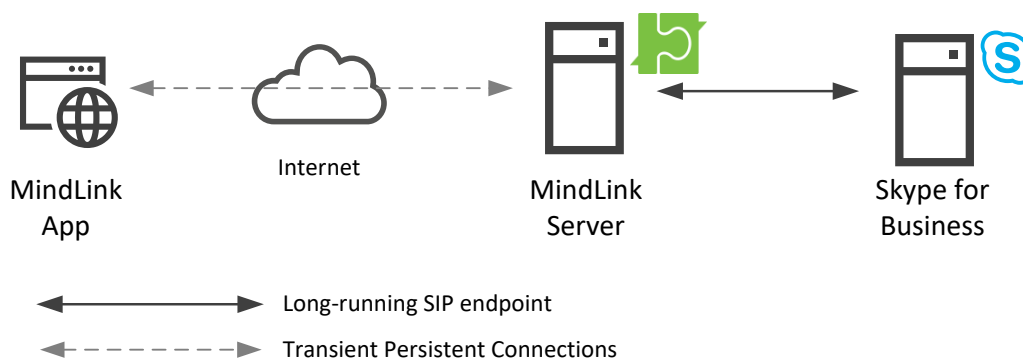 Internet
MindLink
App
MindLink
Server
Skype for
Business
S
Long-running SIP endpoint
Transient Persistent Connections